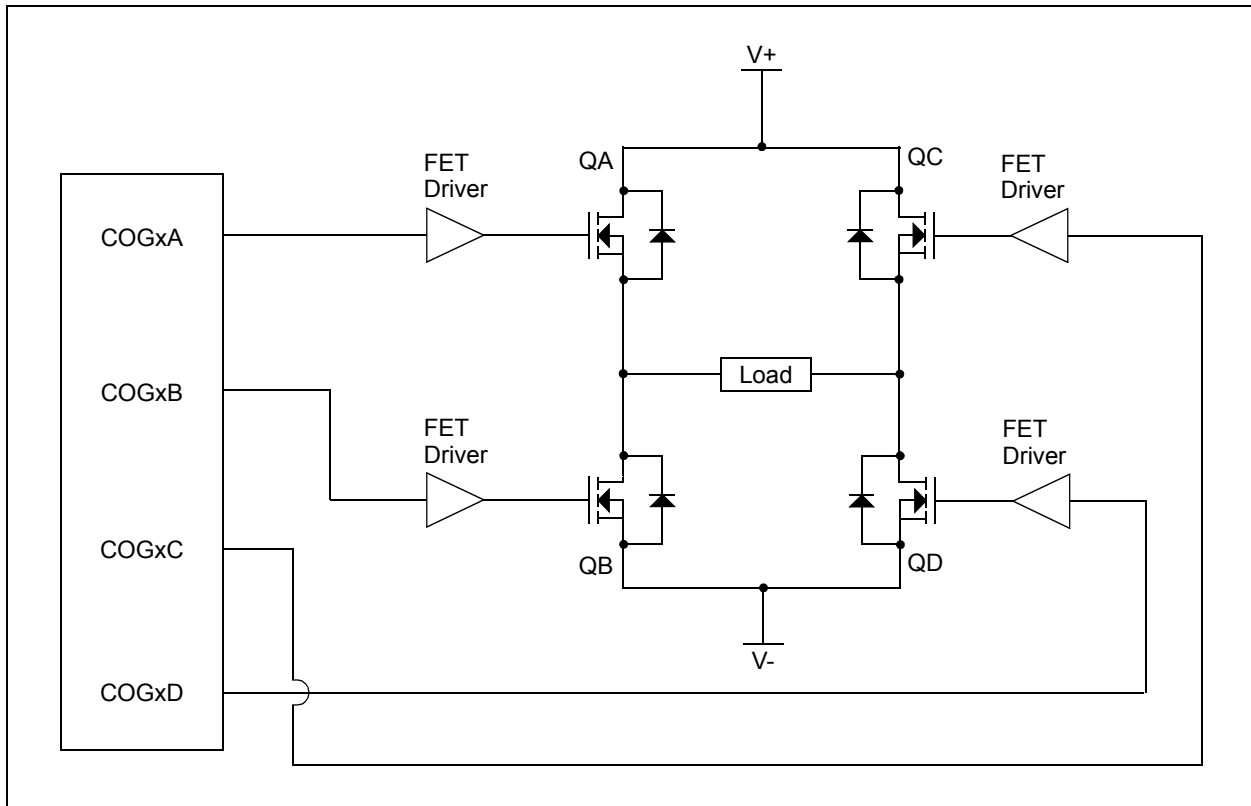 V+
QA
QC
FET
Driver
FET
Driver
COGxA
COGxB
Load
FET
Driver
FET
Driver
COGxC
QB
QD
V-
COGxD